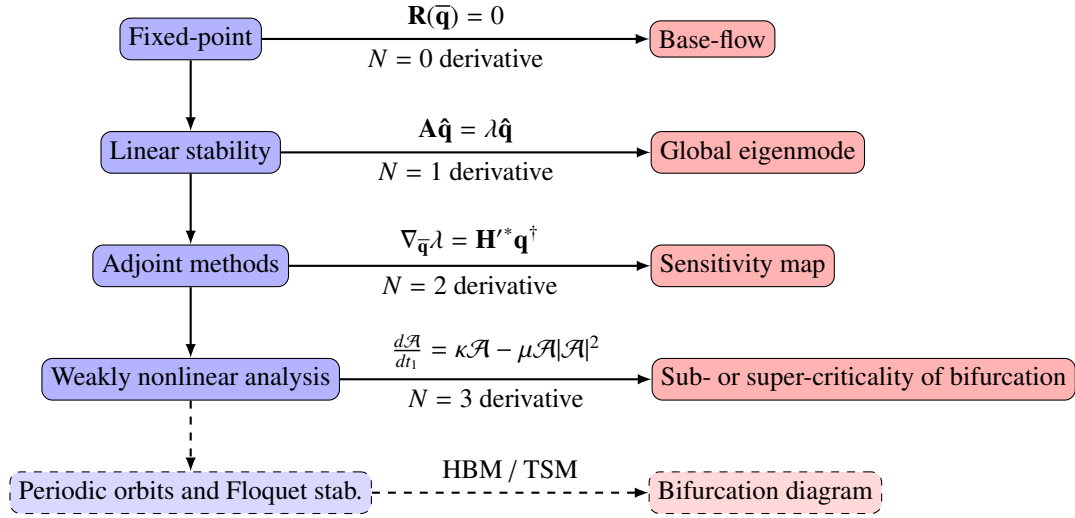 Fixed-point
R(q̅) = 0
N = 0 derivative
Base-flow
Linear stability
Aq̂ = λq̂
N = 1 derivative
Global eigenmode
Adjoint methods
∇_q̅ λ = H′*q†
N = 2 derivative
Sensitivity map
Weakly nonlinear analysis
d𝒜/dt₁ = κ𝒜 − μ𝒜|𝒜|²
N = 3 derivative
Sub- or super-criticality of bifurcation
Periodic orbits and Floquet stab.
HBM / TSM
Bifurcation diagram